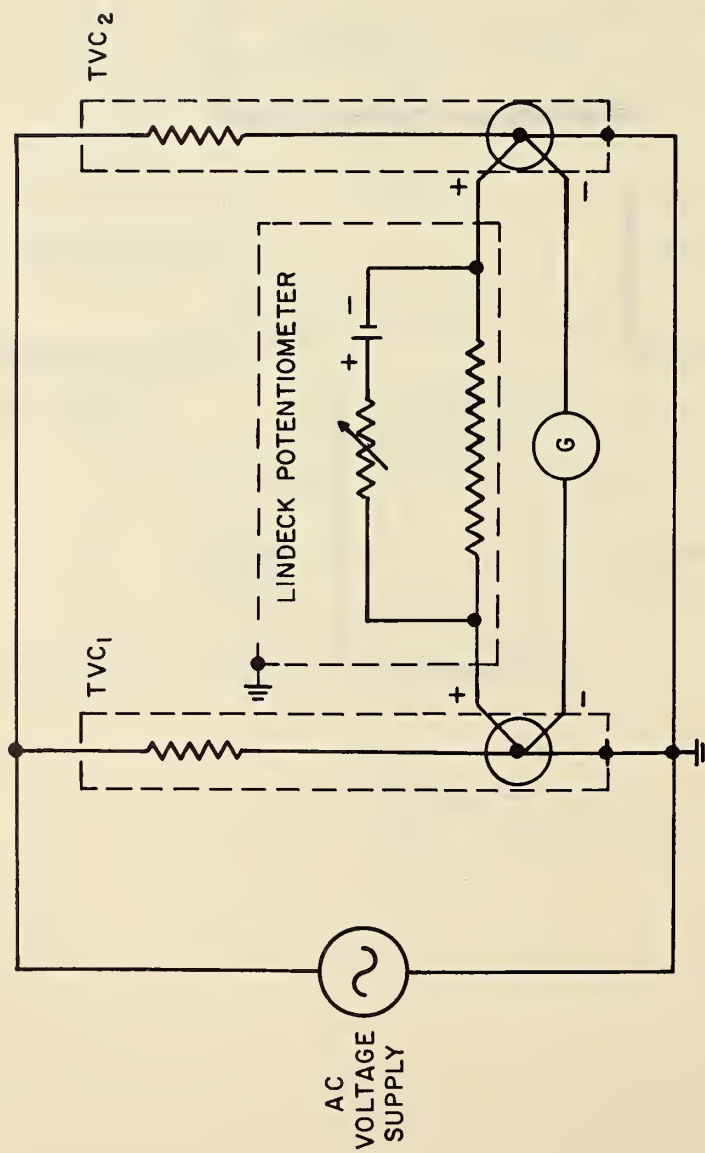 TVC₂
+
−
LINDECK POTENTIOMETER
+
−
G
TVC₁
+
−
AC
VOLTAGE
SUPPLY